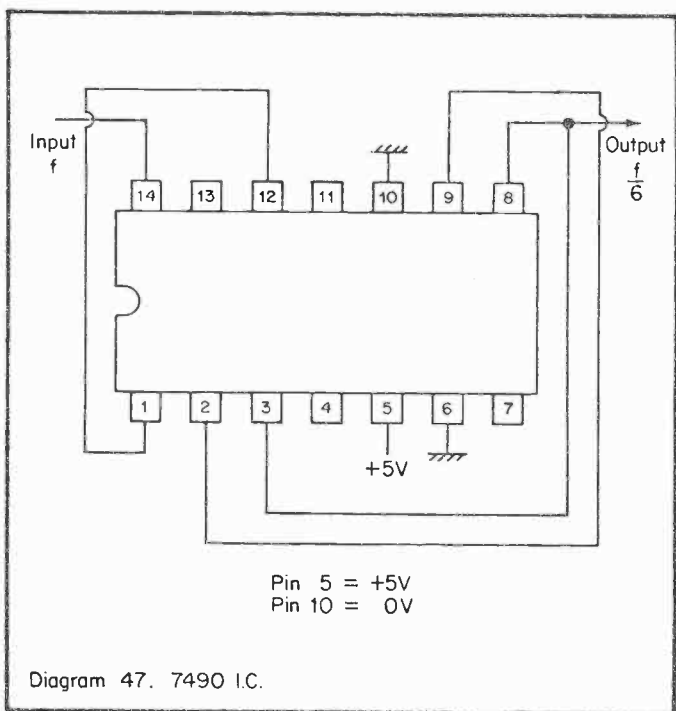 Input
f
Output
f
6
14 13 12 11 10 9 8
1 2 3 4 5 6 7
+5V
Pin 5 = +5V
Pin 10 = 0V
Diagram 47. 7490 I.C.